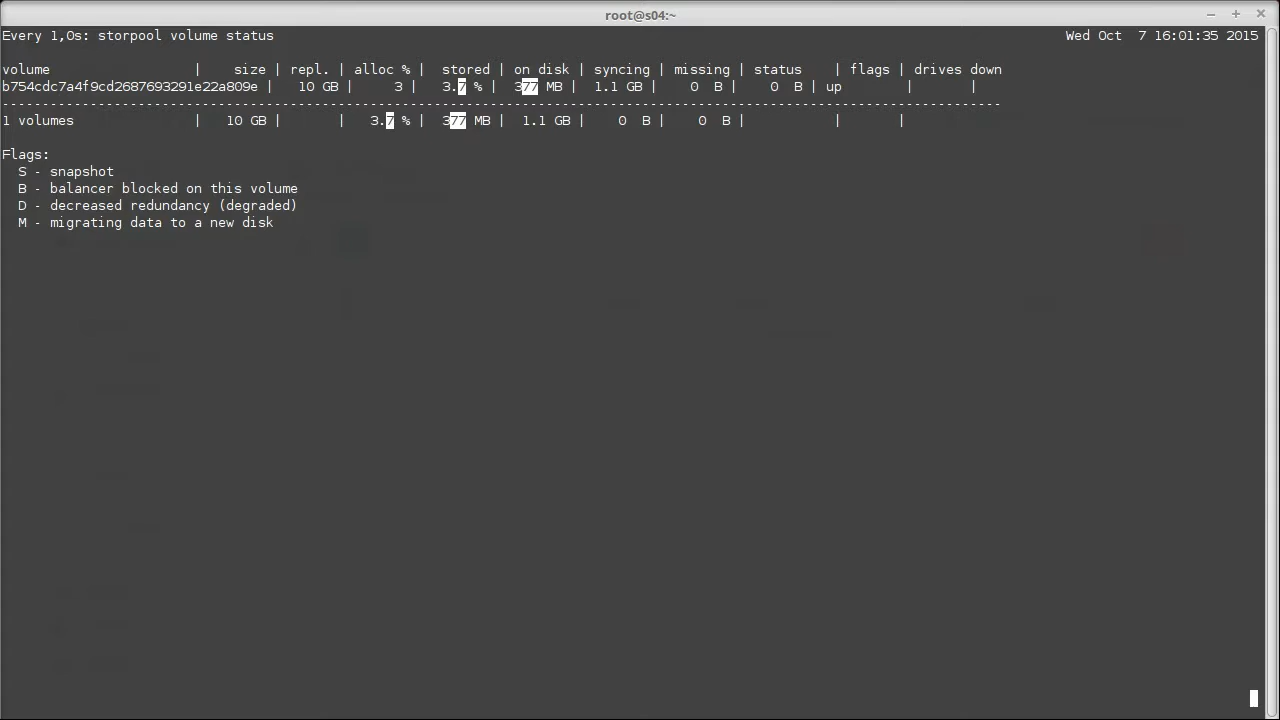 root@s04:~
Every 1,0s: storpool volume status Wed Oct 7 16:01:35 2015
volume | size | repl. | alloc % | stored | on disk | syncing | missing | status | flags | drives down
b754cdc7a4f9cd2687693291e22a809e | 10 GB | 3 | 3.7 % | 377 MB | 1.1 GB | 0 B | 0 B | up | |
-----------------------------------------------------------------------------------------------------------------------------
1 volumes | 10 GB | | 3.7 % | 377 MB | 1.1 GB | 0 B | 0 B | | |
Flags:
S - snapshot
B - balancer blocked on this volume
D - decreased redundancy (degraded)
M - migrating data to a new disk